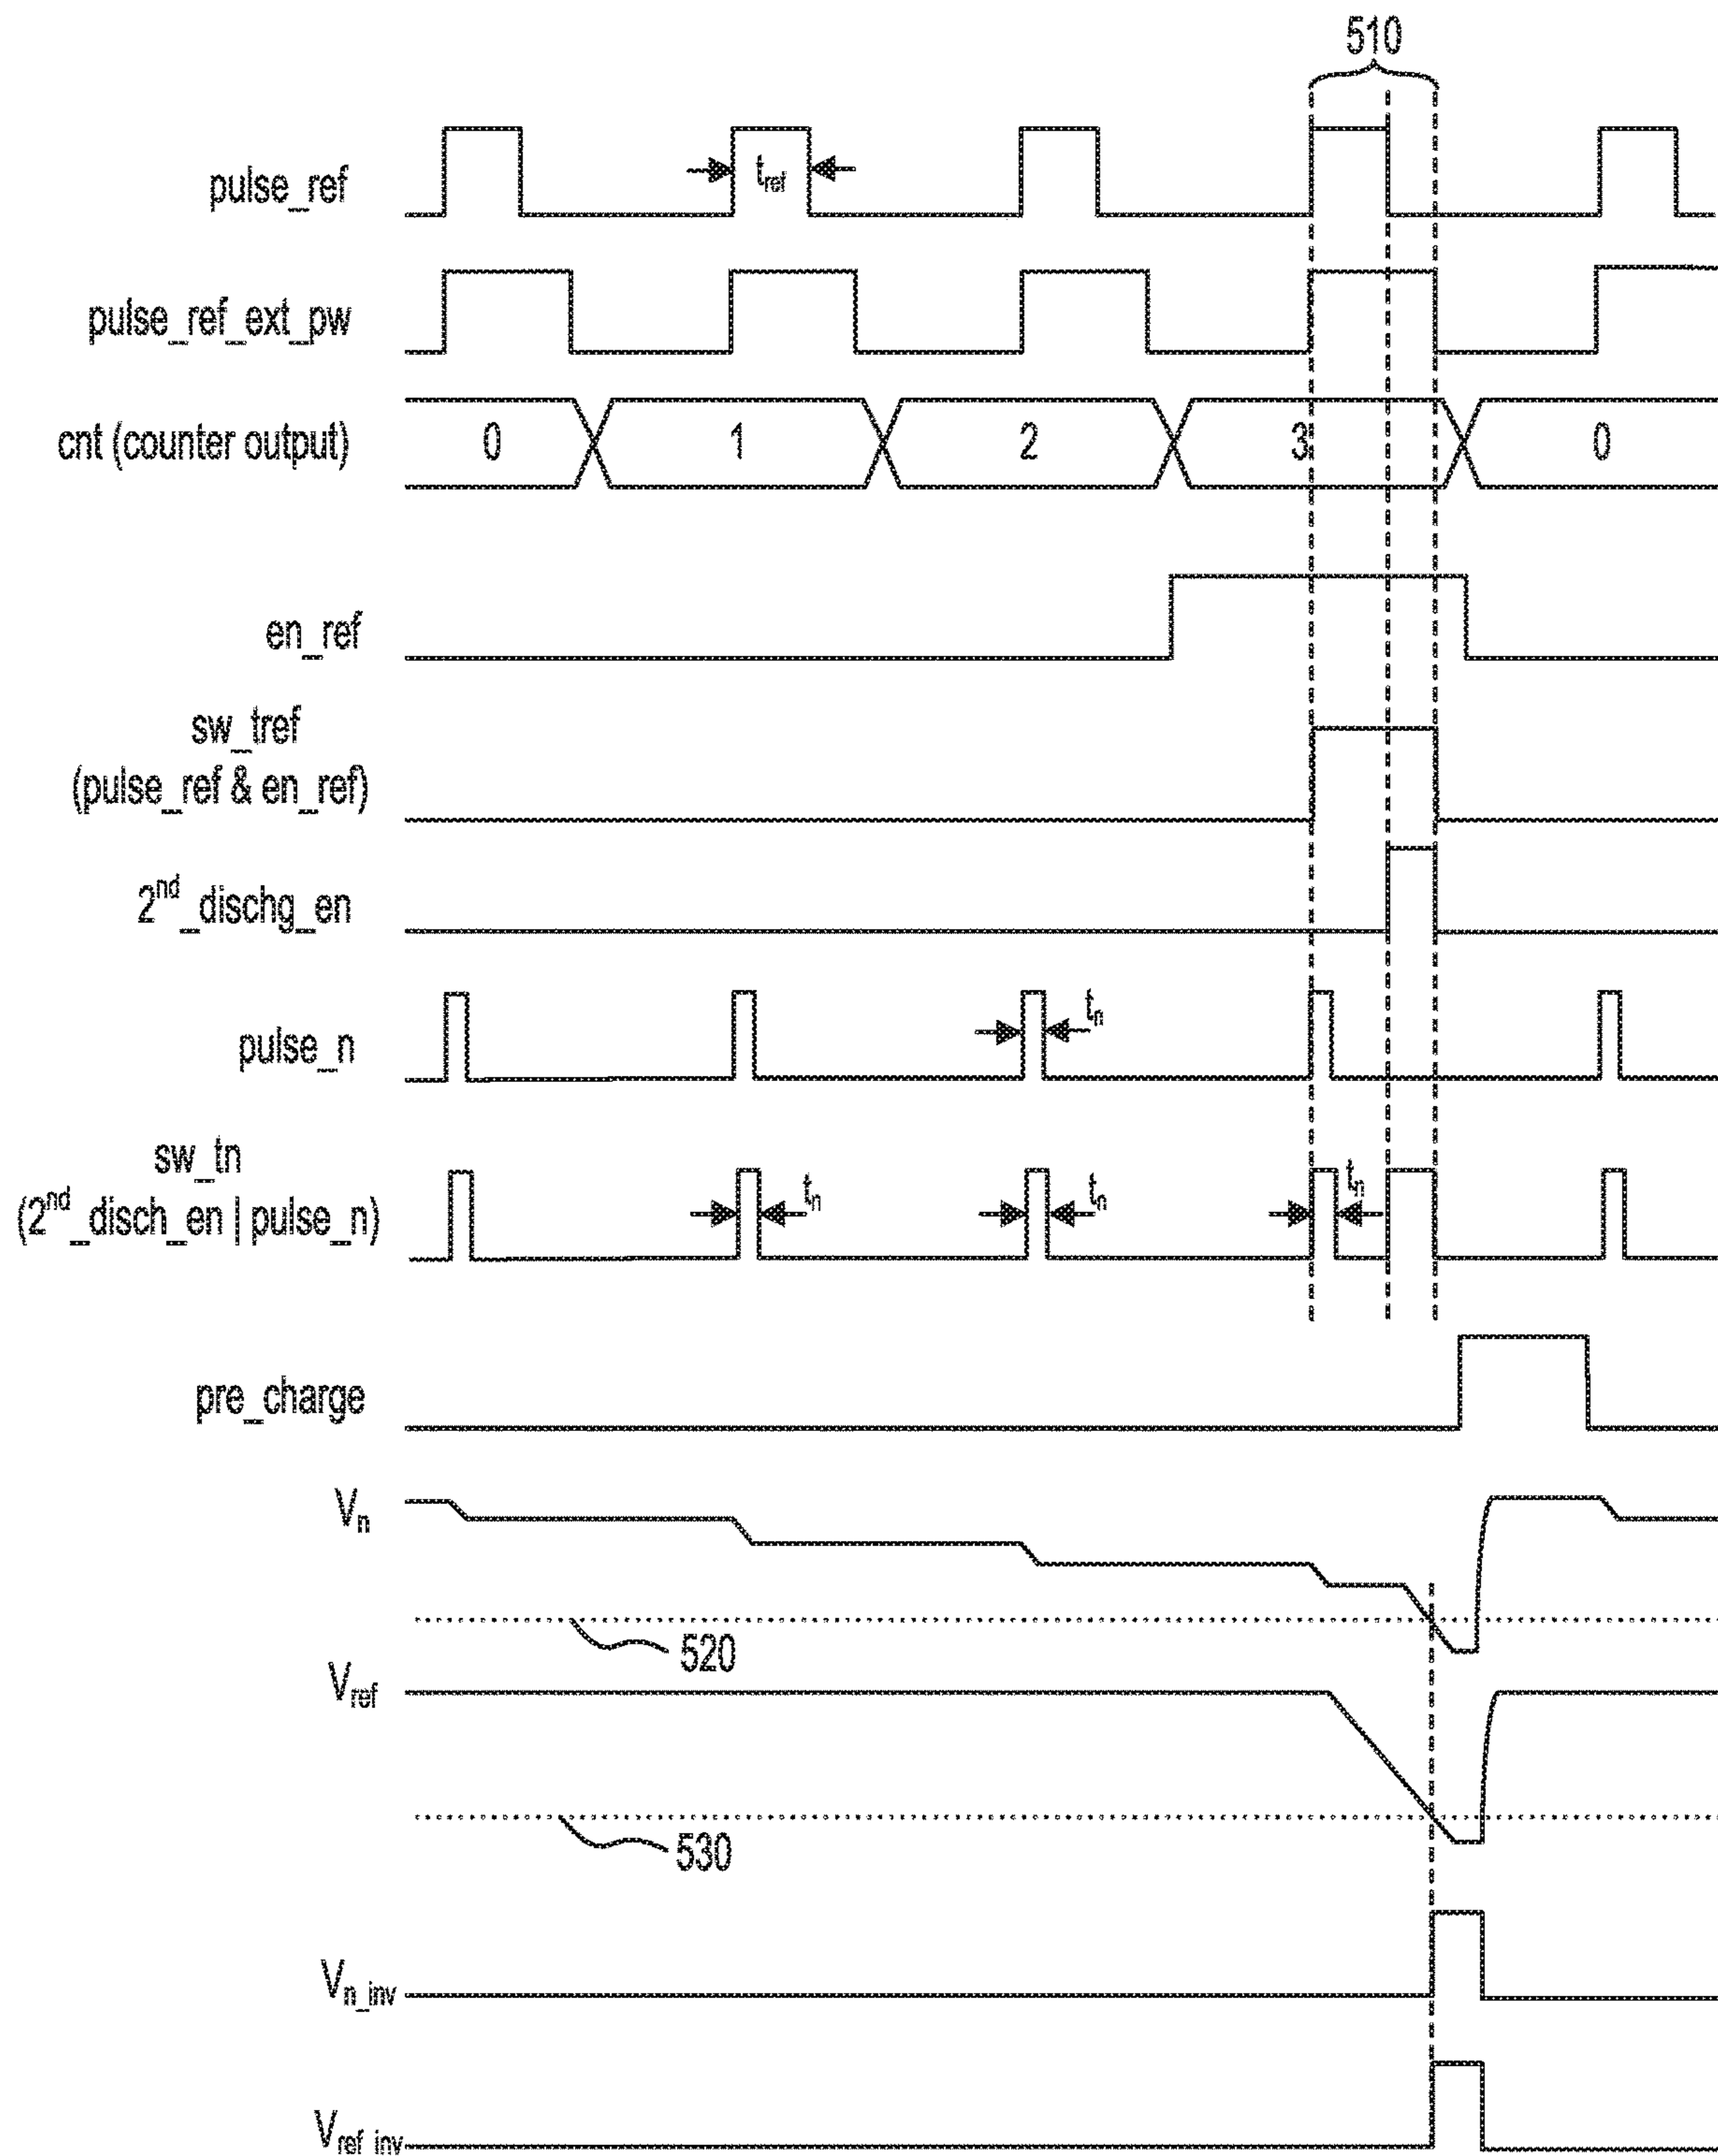 510
pulse_ref
t_ref
pulse_ref_ext_pw
cnt (counter output)
0
1
2
3
0
en_ref
sw_tref
(pulse_ref & en_ref)
2nd_dischg_en
pulse_n
t_n
sw_tn
(2nd_disch_en | pulse_n)
t_n
t_n
t_n
pre_charge
V_n
520
V_ref
530
V_n_inv
V_ref_inv